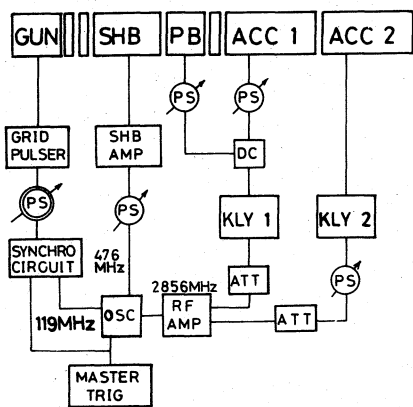 GUN SHB PB ACC 1 ACC 2
PS PS
GRID
PULSER
SHB
AMP
DC
PS
PS
KLY 1 KLY 2
SYNCHRO
CIRCUIT
476
MHz
PS
ATT
2856MHz
119MHz
OSC
RF
AMP
ATT
MASTER
TRIG